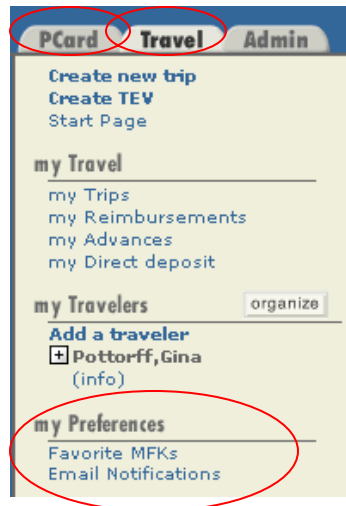 PCard Travel Admin
Create new trip
Create TEV
Start Page
my Travel
my Trips
my Reimbursements
my Advances
my Direct deposit
my Travelers organize
Add a traveler
Pottorff,Gina
(info)
my Preferences
Favorite MFKs
Email Notifications